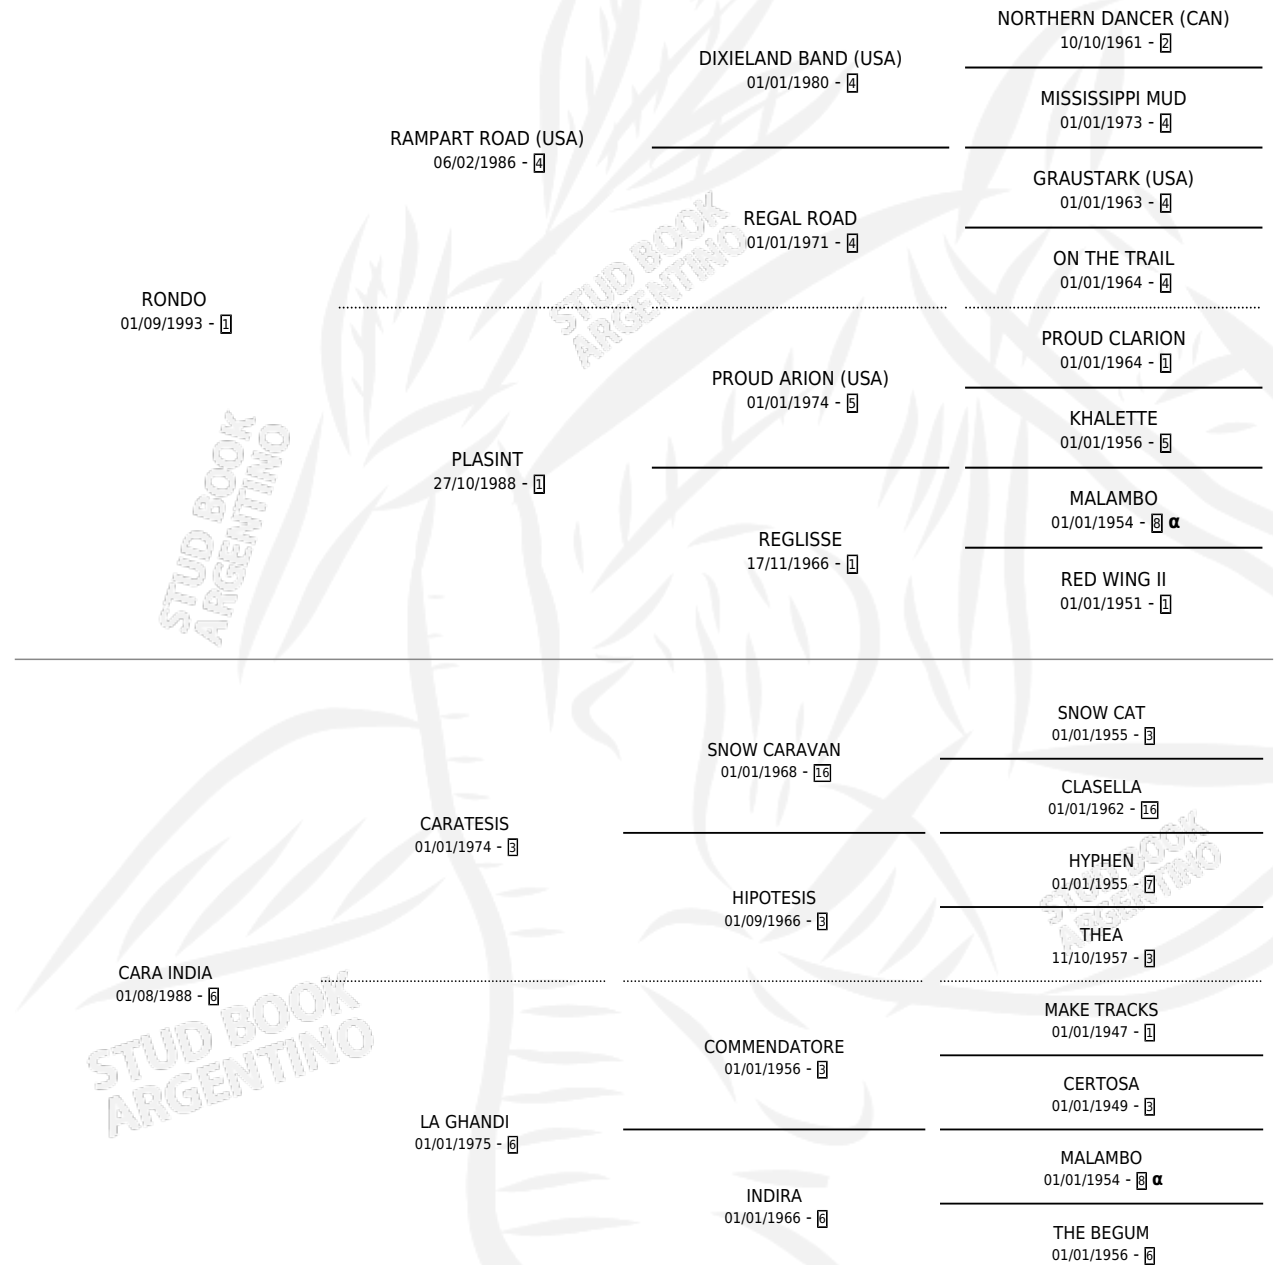 NORTHERN DANCER (CAN)
10/10/1961 - 2
DIXIELAND BAND (USA)
01/01/1980 - 4
MISSISSIPPI MUD
01/01/1973 - 4
RAMPART ROAD (USA)
06/02/1986 - 4
GRAUSTARK (USA)
01/01/1963 - 4
REGAL ROAD
01/01/1971 - 4
ON THE TRAIL
01/01/1964 - 4
RONDO
01/09/1993 - 1
PROUD CLARION
01/01/1964 - 1
PROUD ARION (USA)
01/01/1974 - 5
KHALETTE
01/01/1956 - 5
PLASINT
27/10/1988 - 1
MALAMBO
01/01/1954 - 8 α
REGLISSE
17/11/1966 - 1
RED WING II
01/01/1951 - 1
SNOW CAT
01/01/1955 - 3
SNOW CARAVAN
01/01/1968 - 16
CLASELLA
01/01/1962 - 16
CARATESIS
01/01/1974 - 3
HYPHEN
01/01/1955 - 7
HIPOTESIS
01/09/1966 - 3
THEA
11/10/1957 - 3
CARA INDIA
01/08/1988 - 6
MAKE TRACKS
01/01/1947 - 1
COMMENDATORE
01/01/1956 - 3
CERTOSA
01/01/1949 - 3
LA GHANDI
01/01/1975 - 6
MALAMBO
01/01/1954 - 8 α
INDIRA
01/01/1966 - 6
THE BEGUM
01/01/1956 - 6
STUD BOOK
ARGENTINO
STUD BOOK
ARGENTINO
STUD BOOK
ARGENTINO
STUD BOOK
ARGENTINO